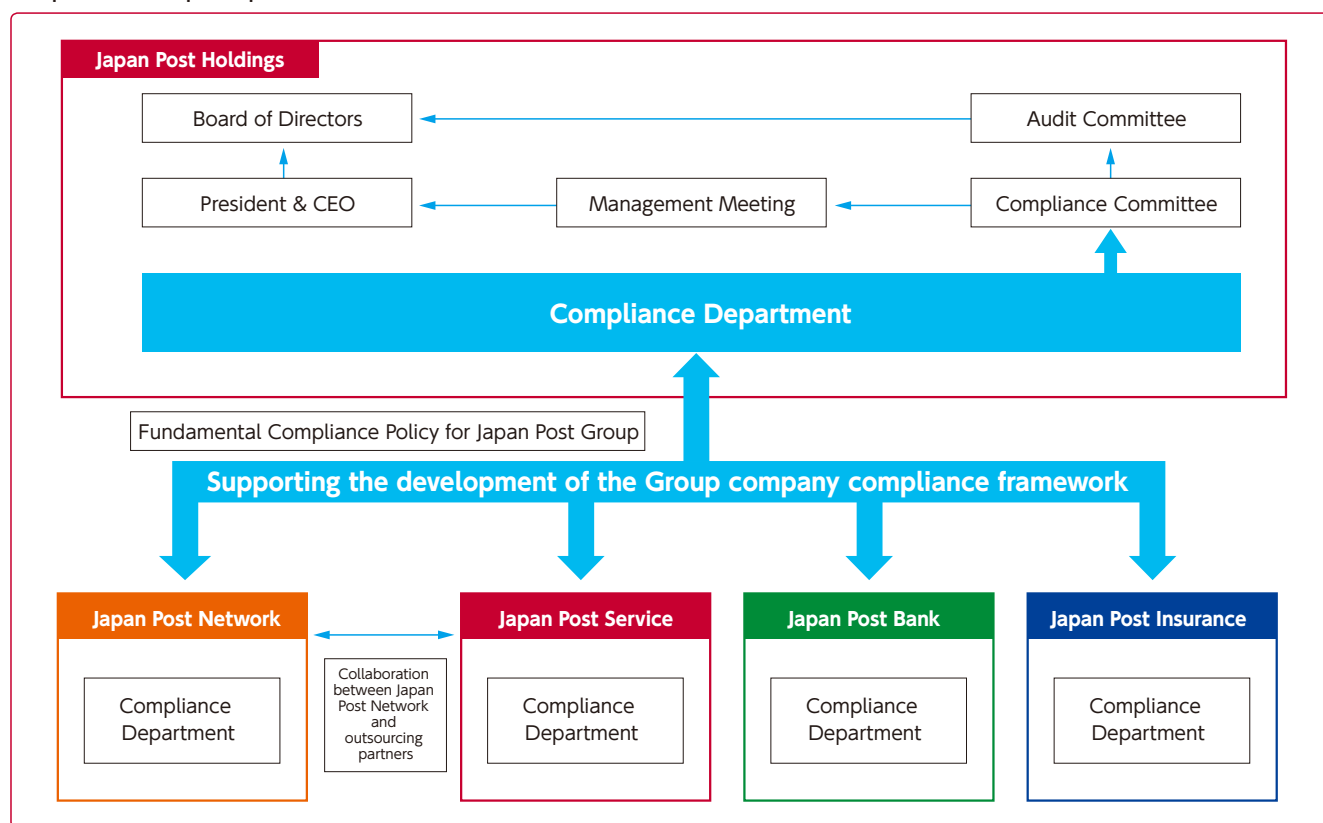 Japan Post Holdings
Board of Directors
Audit Committee
President & CEO
Management Meeting
Compliance Committee
Compliance Department
Fundamental Compliance Policy for Japan Post Group
Supporting the development of the Group company compliance framework
Japan Post Network
Japan Post Service
Japan Post Bank
Japan Post Insurance
Compliance
Department
Collaboration
between Japan
Post Network
and
outsourcing
partners
Compliance
Department
Compliance
Department
Compliance
Department